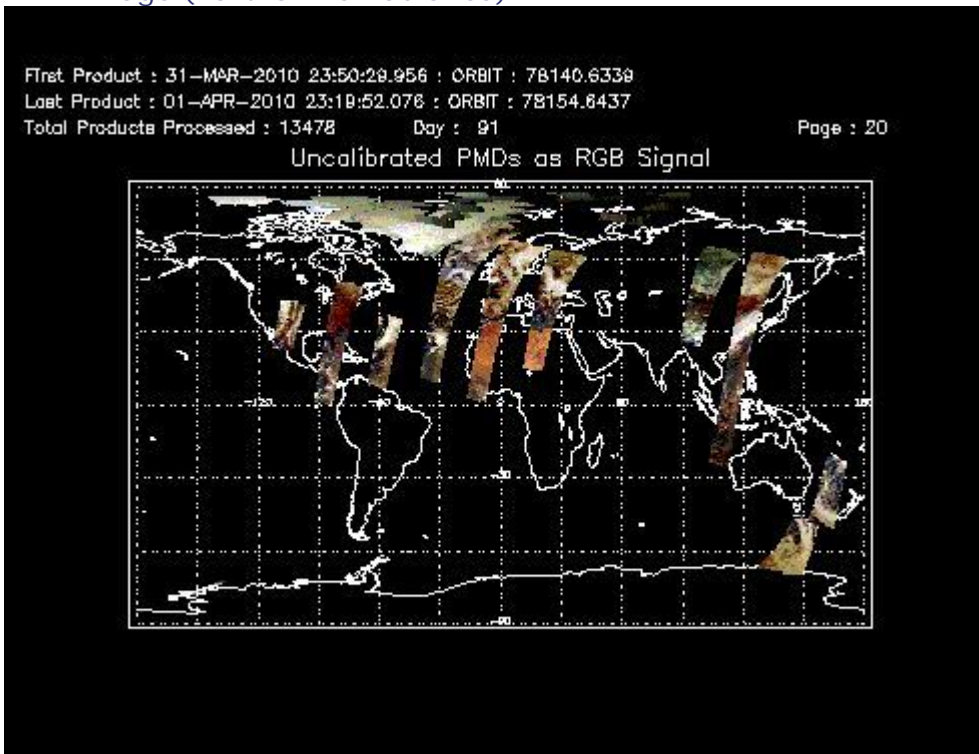 First Product : 31-MAR-2010 23:50:29.956 : ORBIT : 78140.6339
Last Product : 01-APR-2010 23:19:52.076 : ORBIT : 78154.6437
Total Products Processed : 13478 Day : 91 Page : 20
Uncalibrated PMDs as RGB Signal